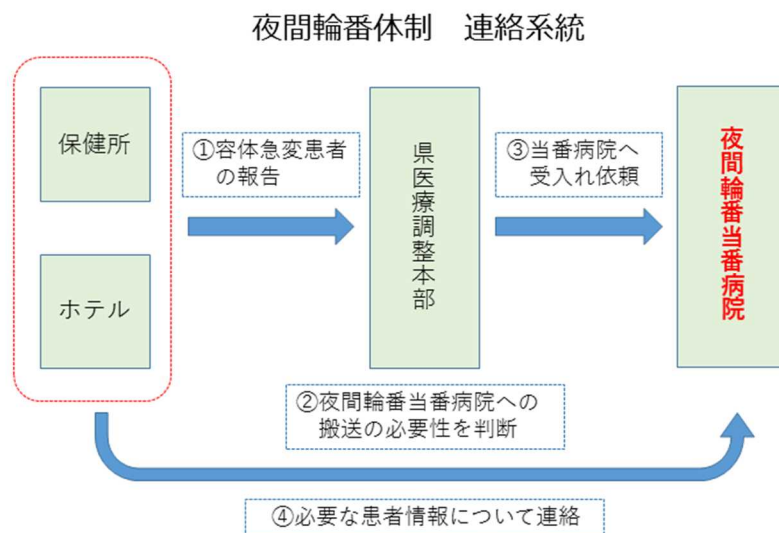 夜間輪番体制　連絡系統
保健所
ホテル
①容体急変患者
の報告
県医療調整本部
③当番病院へ
受入れ依頼
夜間輪番当番病院
②夜間輪番当番病院への
搬送の必要性を判断
④必要な患者情報について連絡